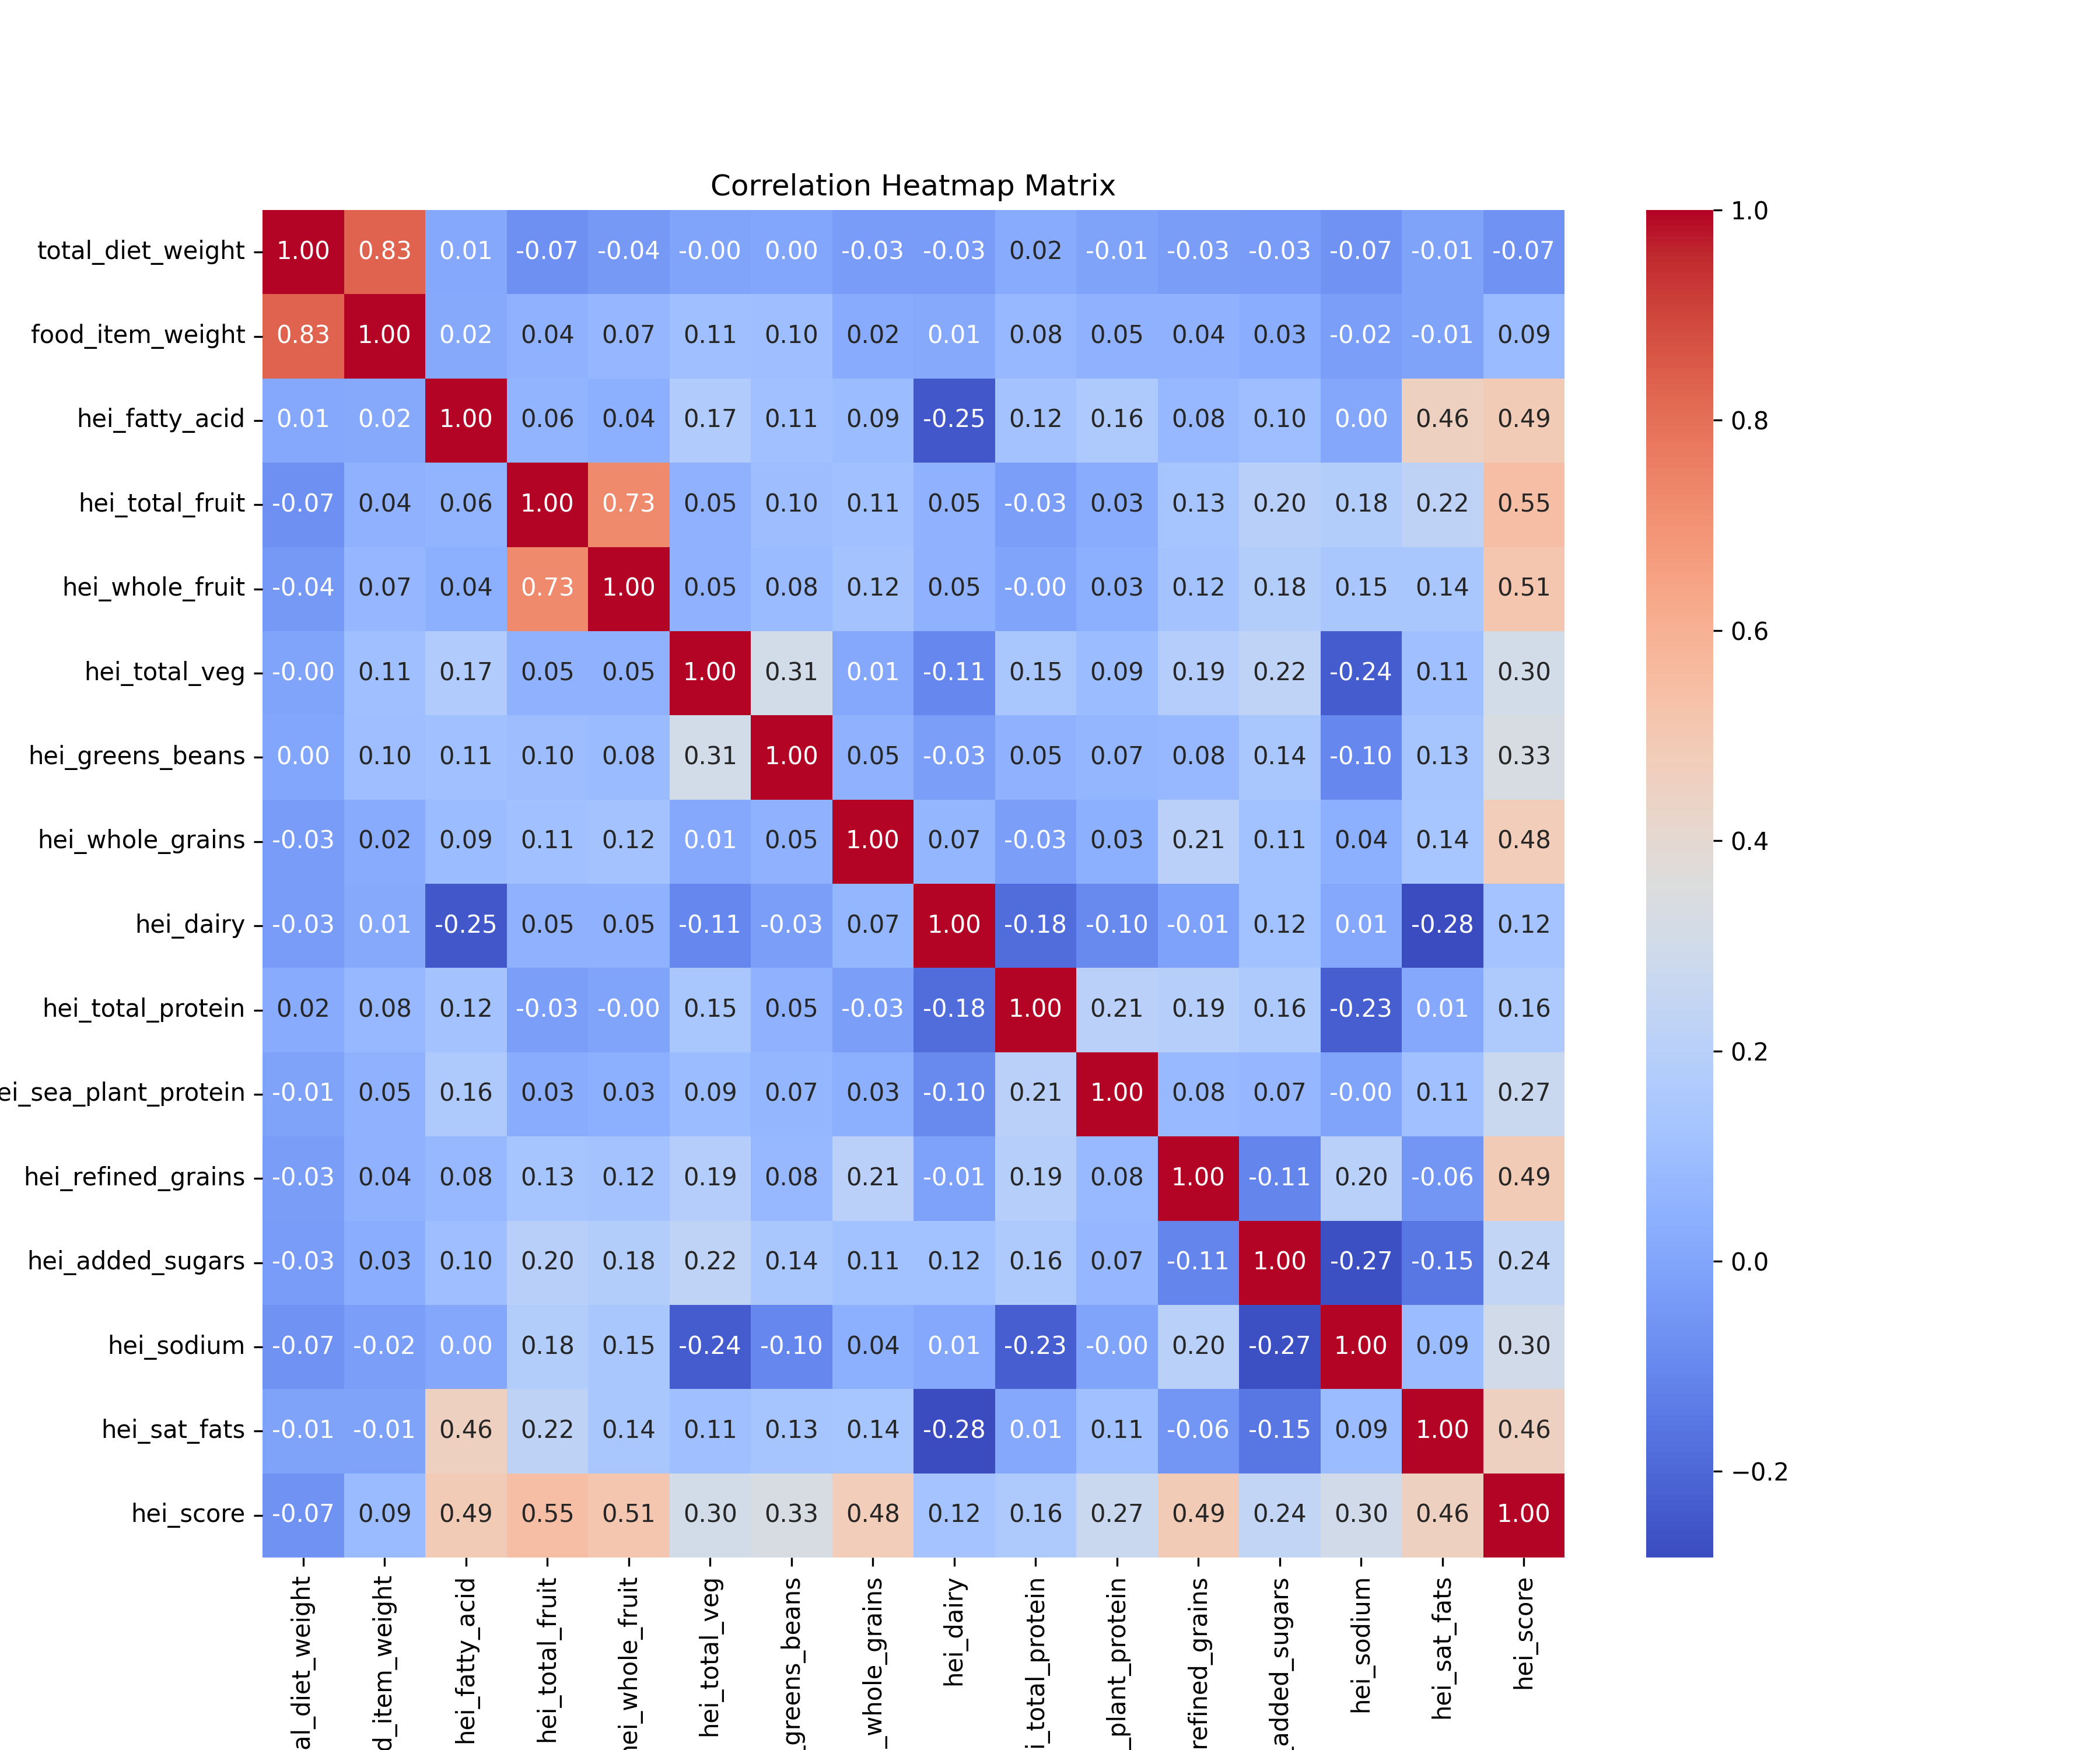 Correlation Heatmap Matrix
total_diet_weight 1.00 0.83 0.01 -0.07 -0.04 -0.00 0.00 -0.03 -0.03 0.02 -0.01 -0.03 -0.03 -0.07 -0.01 -0.07
food_item_weight 0.83 1.00 0.02 0.04 0.07 0.11 0.10 0.02 0.01 0.08 0.05 0.04 0.03 -0.02 -0.01 0.09
hei_fatty_acid 0.01 0.02 1.00 0.06 0.04 0.17 0.11 0.09 -0.25 0.12 0.16 0.08 0.10 0.00 0.46 0.49
hei_total_fruit -0.07 0.04 0.06 1.00 0.73 0.05 0.10 0.11 0.05 -0.03 0.03 0.13 0.20 0.18 0.22 0.55
hei_whole_fruit -0.04 0.07 0.04 0.73 1.00 0.05 0.08 0.12 0.05 -0.00 0.03 0.12 0.18 0.15 0.14 0.51
hei_total_veg -0.00 0.11 0.17 0.05 0.05 1.00 0.31 0.01 -0.11 0.15 0.09 0.19 0.22 -0.24 0.11 0.30
hei_greens_beans 0.00 0.10 0.11 0.10 0.08 0.31 1.00 0.05 -0.03 0.05 0.07 0.08 0.14 -0.10 0.13 0.33
hei_whole_grains -0.03 0.02 0.09 0.11 0.12 0.01 0.05 1.00 0.07 -0.03 0.03 0.21 0.11 0.04 0.14 0.48
hei_dairy -0.03 0.01 -0.25 0.05 0.05 -0.11 -0.03 0.07 1.00 -0.18 -0.10 -0.01 0.12 0.01 -0.28 0.12
hei_total_protein 0.02 0.08 0.12 -0.03 -0.00 0.15 0.05 -0.03 -0.18 1.00 0.21 0.19 0.16 -0.23 0.01 0.16
ei_sea_plant_protein -0.01 0.05 0.16 0.03 0.03 0.09 0.07 0.03 -0.10 0.21 1.00 0.08 0.07 -0.00 0.11 0.27
hei_refined_grains -0.03 0.04 0.08 0.13 0.12 0.19 0.08 0.21 -0.01 0.19 0.08 1.00 -0.11 0.20 -0.06 0.49
hei_added_sugars -0.03 0.03 0.10 0.20 0.18 0.22 0.14 0.11 0.12 0.16 0.07 -0.11 1.00 -0.27 -0.15 0.24
hei_sodium -0.07 -0.02 0.00 0.18 0.15 -0.24 -0.10 0.04 0.01 -0.23 -0.00 0.20 -0.27 1.00 0.09 0.30
hei_sat_fats -0.01 -0.01 0.46 0.22 0.14 0.11 0.13 0.14 -0.28 0.01 0.11 -0.06 -0.15 0.09 1.00 0.46
hei_score -0.07 0.09 0.49 0.55 0.51 0.30 0.33 0.48 0.12 0.16 0.27 0.49 0.24 0.30 0.46 1.00
al_diet_weight
d_item_weight
hei_fatty_acid
hei_total_fruit
hei_whole_fruit
hei_total_veg
_greens_beans
_whole_grains
hei_dairy
i_total_protein
_plant_protein
refined_grains
_added_sugars
hei_sodium
hei_sat_fats
hei_score
1.0
0.8
0.6
0.4
0.2
0.0
−0.2